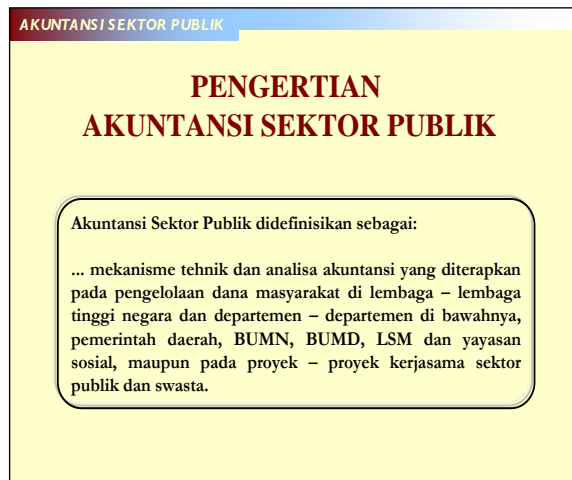 AKUNTANSI SEKTOR PUBLIK
PENGERTIAN
AKUNTANSI SEKTOR PUBLIK
Akuntansi Sektor Publik didefinisikan sebagai:
... mekanisme tehnik dan analisa akuntansi yang diterapkan
pada pengelolaan dana masyarakat di lembaga – lembaga
tinggi negara dan departemen – departemen di bawahnya,
pemerintah daerah, BUMN, BUMD, LSM dan yayasan
sosial, maupun pada proyek – proyek kerjasama sektor
publik dan swasta.